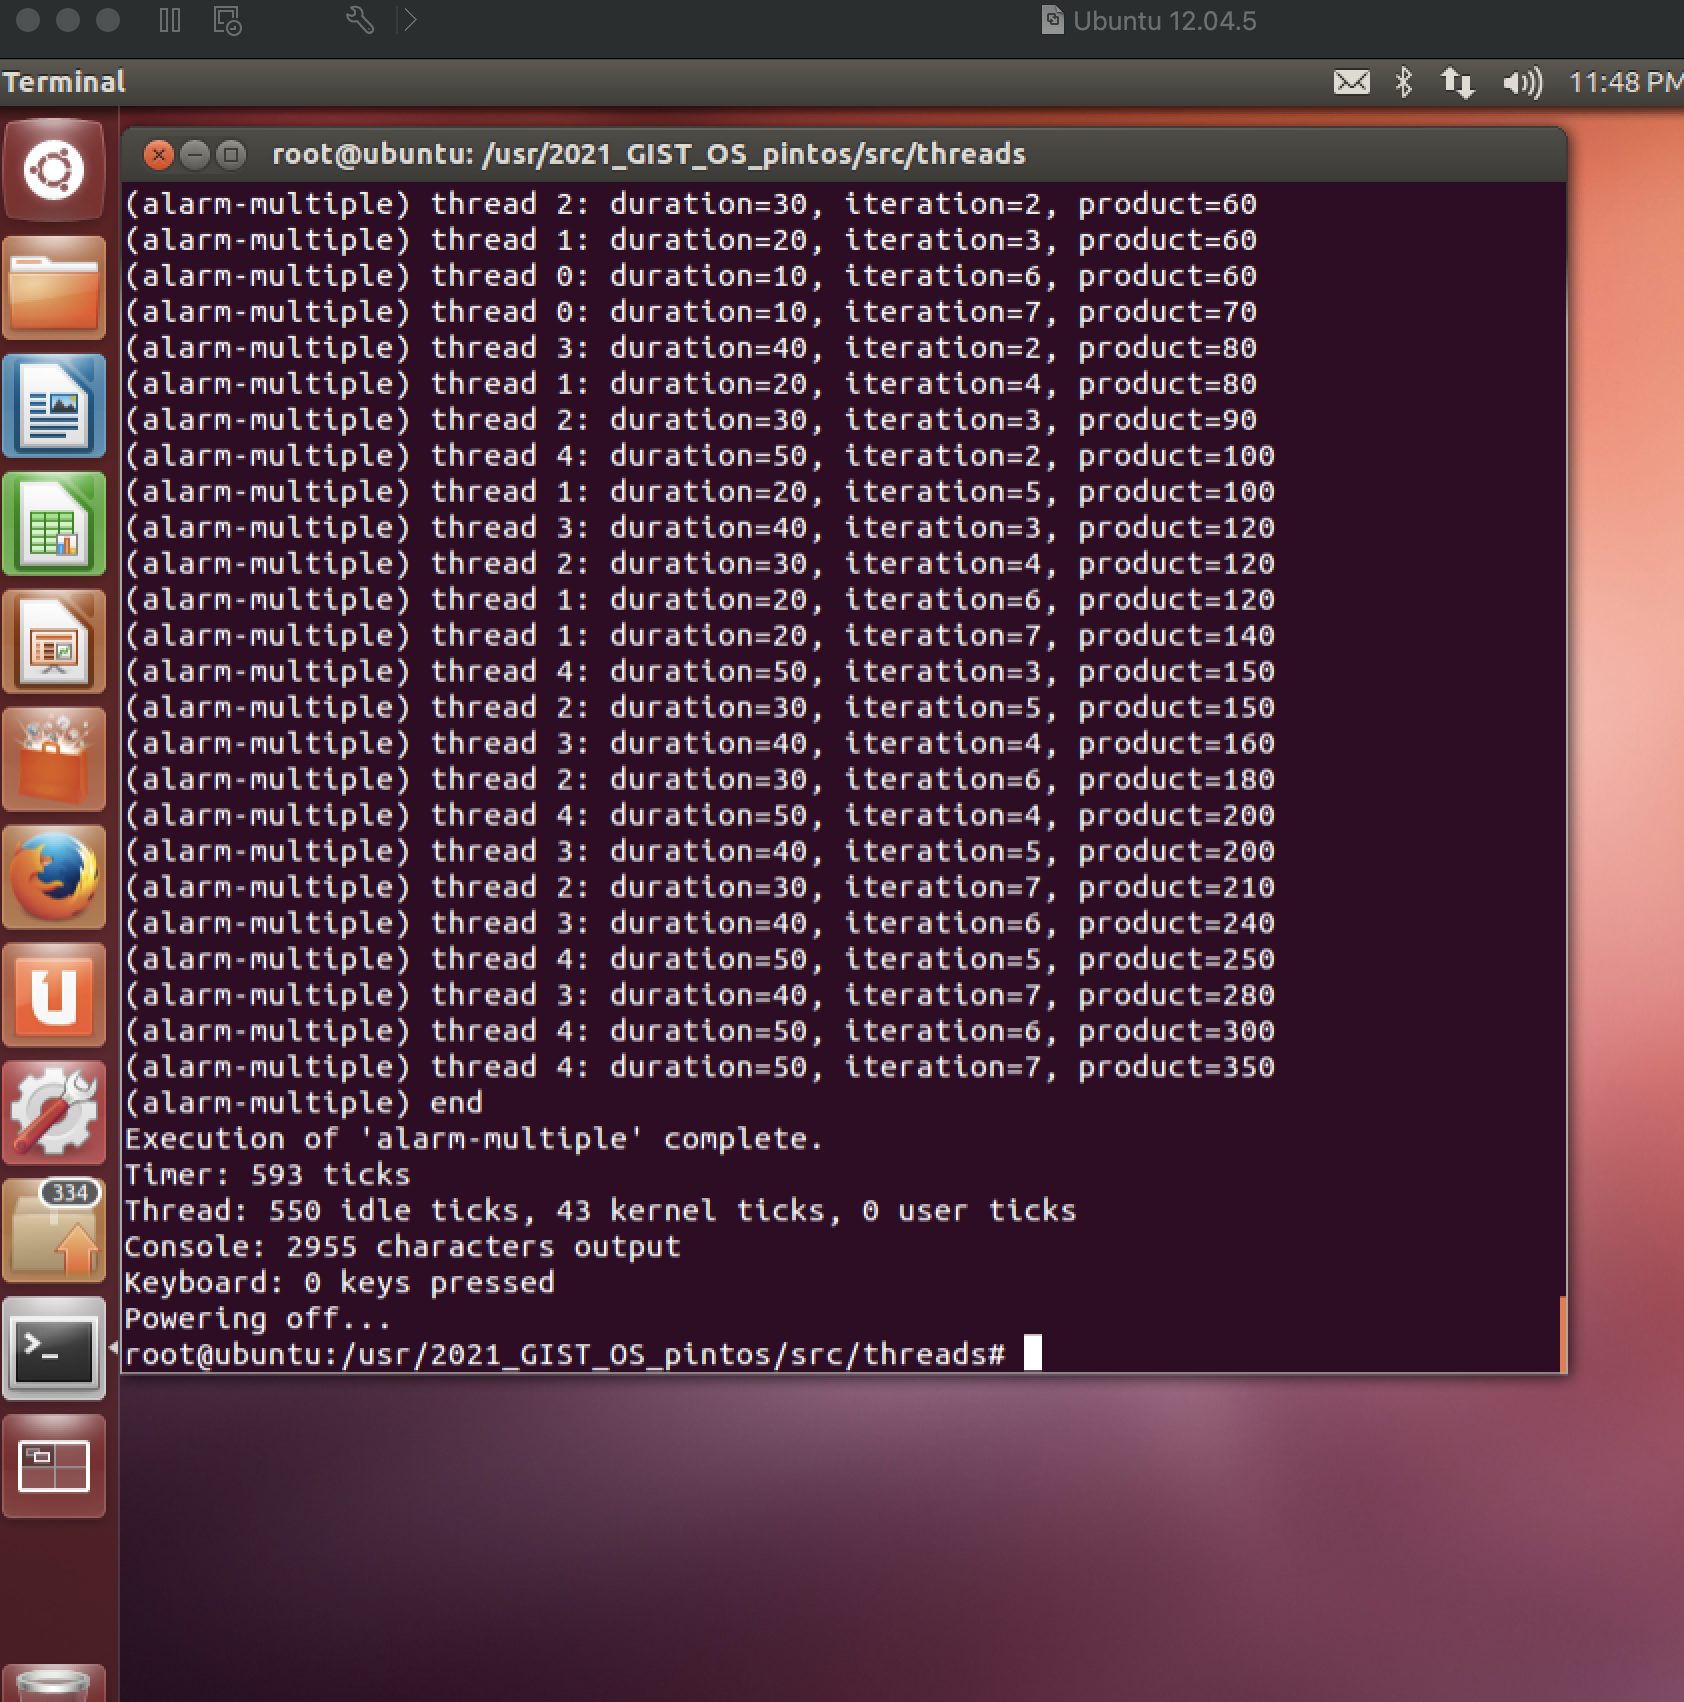 Ubuntu 12.04.5
Terminal
11:48 PM
root@ubuntu: /usr/2021_GIST_OS_pintos/src/threads
(alarm-multiple) thread 2: duration=30, iteration=2, product=60
(alarm-multiple) thread 1: duration=20, iteration=3, product=60
(alarm-multiple) thread 0: duration=10, iteration=6, product=60
(alarm-multiple) thread 0: duration=10, iteration=7, product=70
(alarm-multiple) thread 3: duration=40, iteration=2, product=80
(alarm-multiple) thread 1: duration=20, iteration=4, product=80
(alarm-multiple) thread 2: duration=30, iteration=3, product=90
(alarm-multiple) thread 4: duration=50, iteration=2, product=100
(alarm-multiple) thread 1: duration=20, iteration=5, product=100
(alarm-multiple) thread 3: duration=40, iteration=3, product=120
(alarm-multiple) thread 2: duration=30, iteration=4, product=120
(alarm-multiple) thread 1: duration=20, iteration=6, product=120
(alarm-multiple) thread 1: duration=20, iteration=7, product=140
(alarm-multiple) thread 4: duration=50, iteration=3, product=150
(alarm-multiple) thread 2: duration=30, iteration=5, product=150
(alarm-multiple) thread 3: duration=40, iteration=4, product=160
(alarm-multiple) thread 2: duration=30, iteration=6, product=180
(alarm-multiple) thread 4: duration=50, iteration=4, product=200
(alarm-multiple) thread 3: duration=40, iteration=5, product=200
(alarm-multiple) thread 2: duration=30, iteration=7, product=210
(alarm-multiple) thread 3: duration=40, iteration=6, product=240
(alarm-multiple) thread 4: duration=50, iteration=5, product=250
(alarm-multiple) thread 3: duration=40, iteration=7, product=280
(alarm-multiple) thread 4: duration=50, iteration=6, product=300
(alarm-multiple) thread 4: duration=50, iteration=7, product=350
(alarm-multiple) end
Execution of 'alarm-multiple' complete.
Timer: 593 ticks
Thread: 550 idle ticks, 43 kernel ticks, 0 user ticks
Console: 2955 characters output
Keyboard: 0 keys pressed
Powering off...
root@ubuntu:/usr/2021_GIST_OS_pintos/src/threads#
334